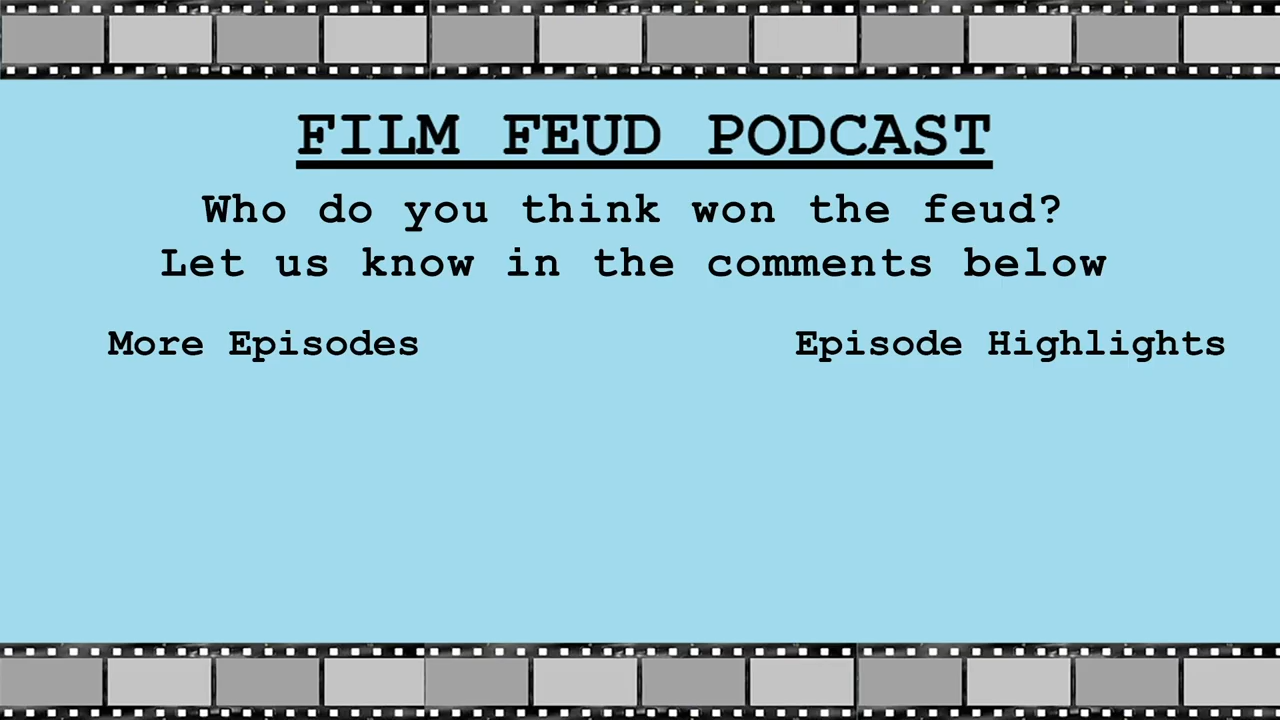 FILM FEUD PODCAST
Who do you think won the feud?
Let us know in the comments below
More Episodes
Episode Highlights